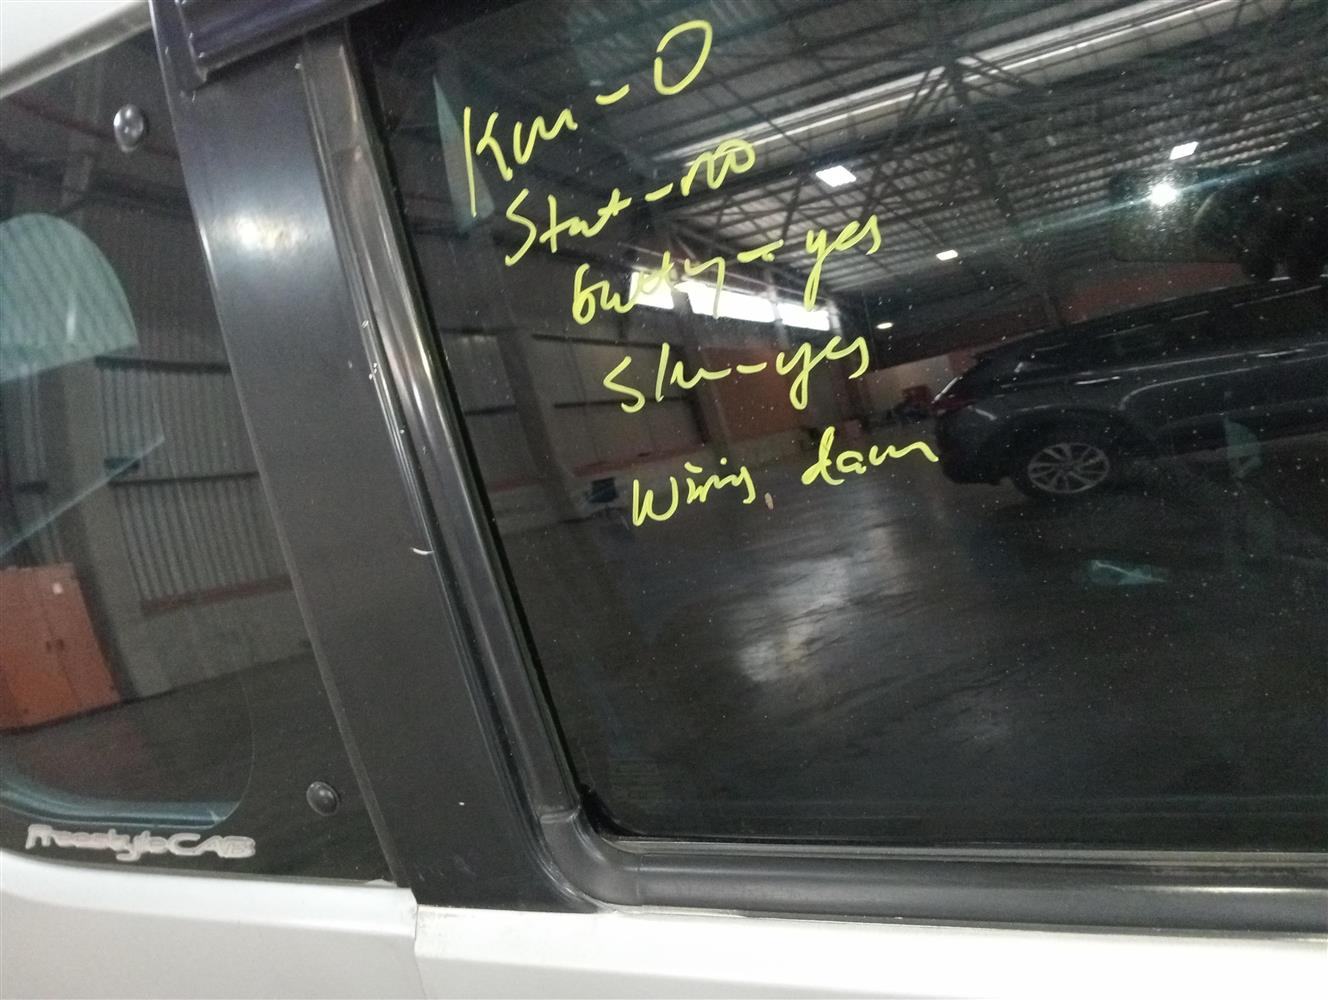 Km - 0
Start - no
Battery - yes
S/k - yes
Wiring dam
FreestyleCAB